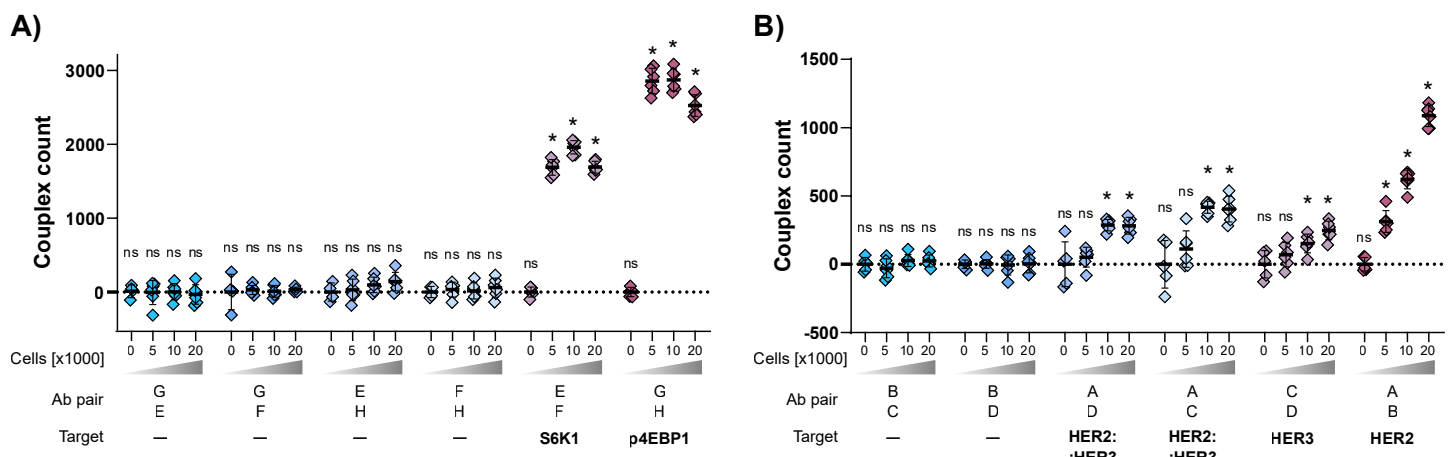 A)
Couplex count
3000
2000
1000
0
ns ns ns ns
ns ns ns ns
ns ns ns ns
ns ns ns ns
ns * * *
ns * * *
Cells [x1000]
0 5 10 20 0 5 10 20 0 5 10 20 0 5 10 20 0 5 10 20 0 5 10 20
Ab pair
G G E F E G
E F H H F H
Target — — — — S6K1 p4EBP1
B)
Couplex count
1500
1000
500
0
-500
ns ns ns ns
ns ns ns ns
ns ns * *
ns ns * *
ns ns * *
ns * * *
Cells [x1000]
0 5 10 20 0 5 10 20 0 5 10 20 0 5 10 20 0 5 10 20 0 5 10 20
Ab pair
B B A A C A
C D D C D B
Target — — HER2: HER2: HER3 HER2